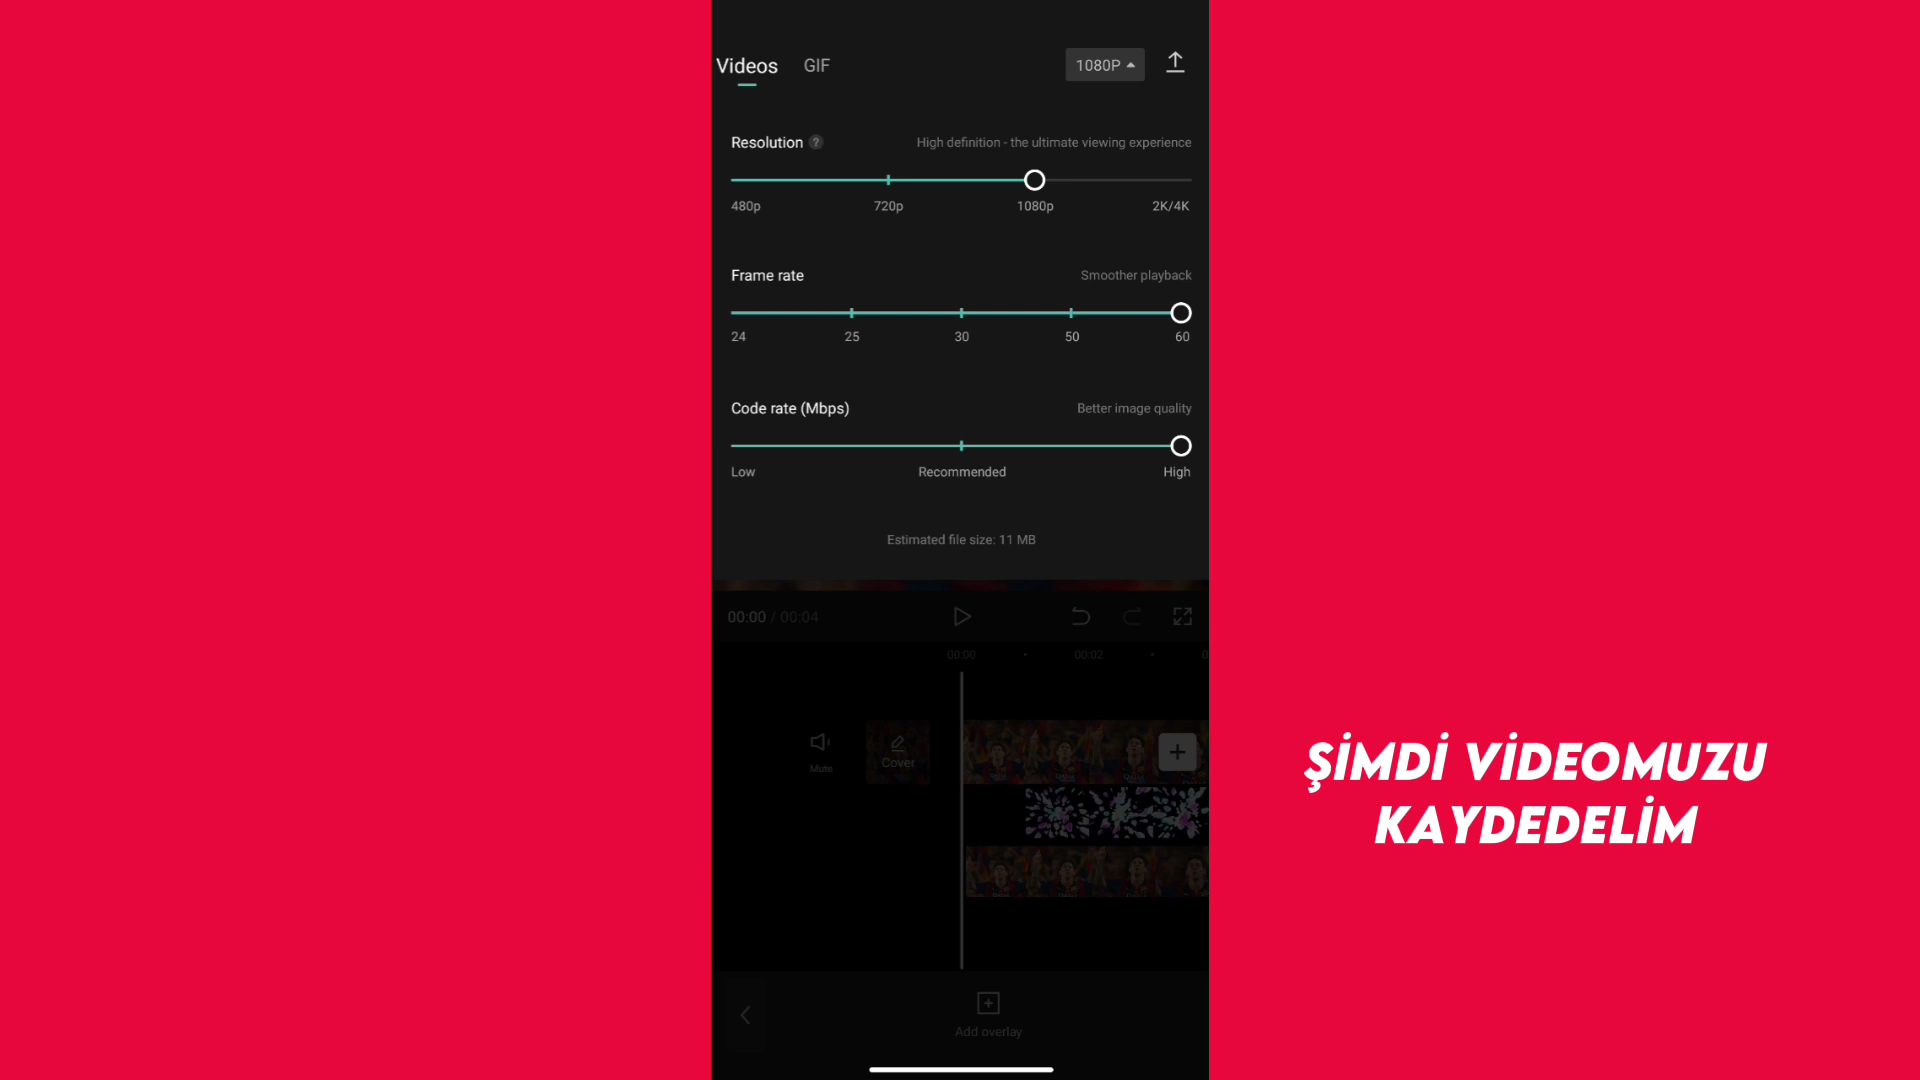 Videos GIF 1080P
Resolution ? High definition - the ultimate viewing experience
480p 720p 1080p 2K/4K
Frame rate Smoother playback
24 25 30 50 60
Code rate (Mbps) Better image quality
Low Recommended High
Estimated file size: 11 MB
00:00 / 00:04
00:00 00:02
Mute
Cover
Add overlay
ŞİMDİ VİDEOMUZU
KAYDEDELİM